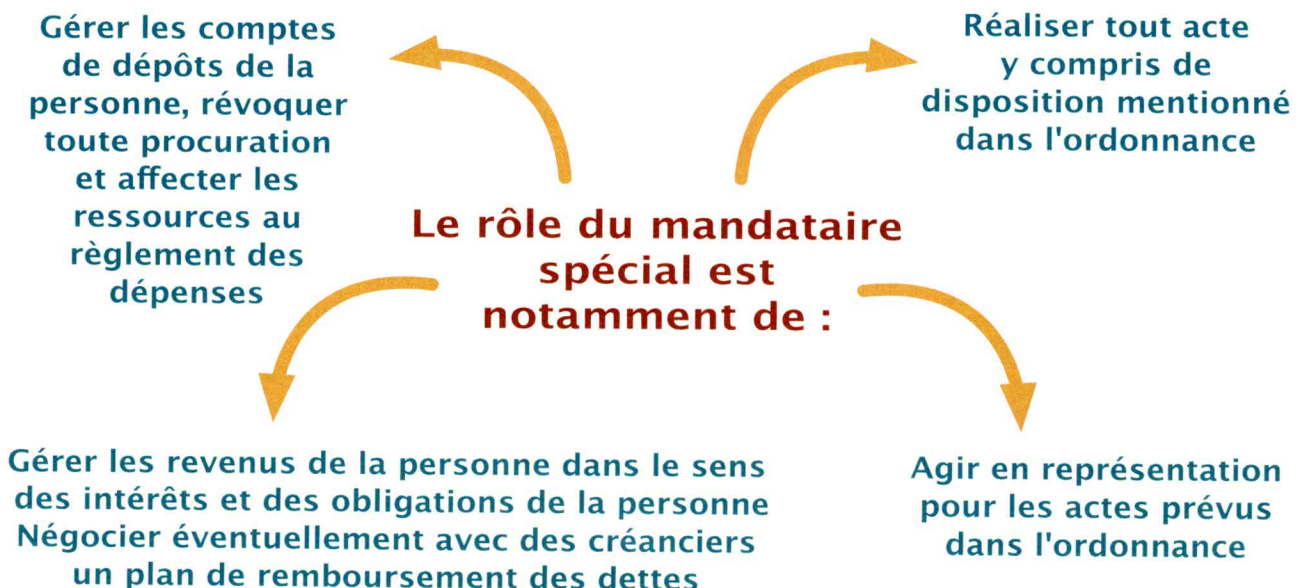 Gérer les comptes
de dépôts de la
personne, révoquer
toute procuration
et affecter les
ressources au
règlement des
dépenses
Réaliser tout acte
y compris de
disposition mentionné
dans l'ordonnance
Le rôle du mandataire
spécial est
notamment de :
Gérer les revenus de la personne dans le sens
des intérêts et des obligations de la personne
Négocier éventuellement avec des créanciers
un plan de remboursement des dettes
Agir en représentation
pour les actes prévus
dans l'ordonnance